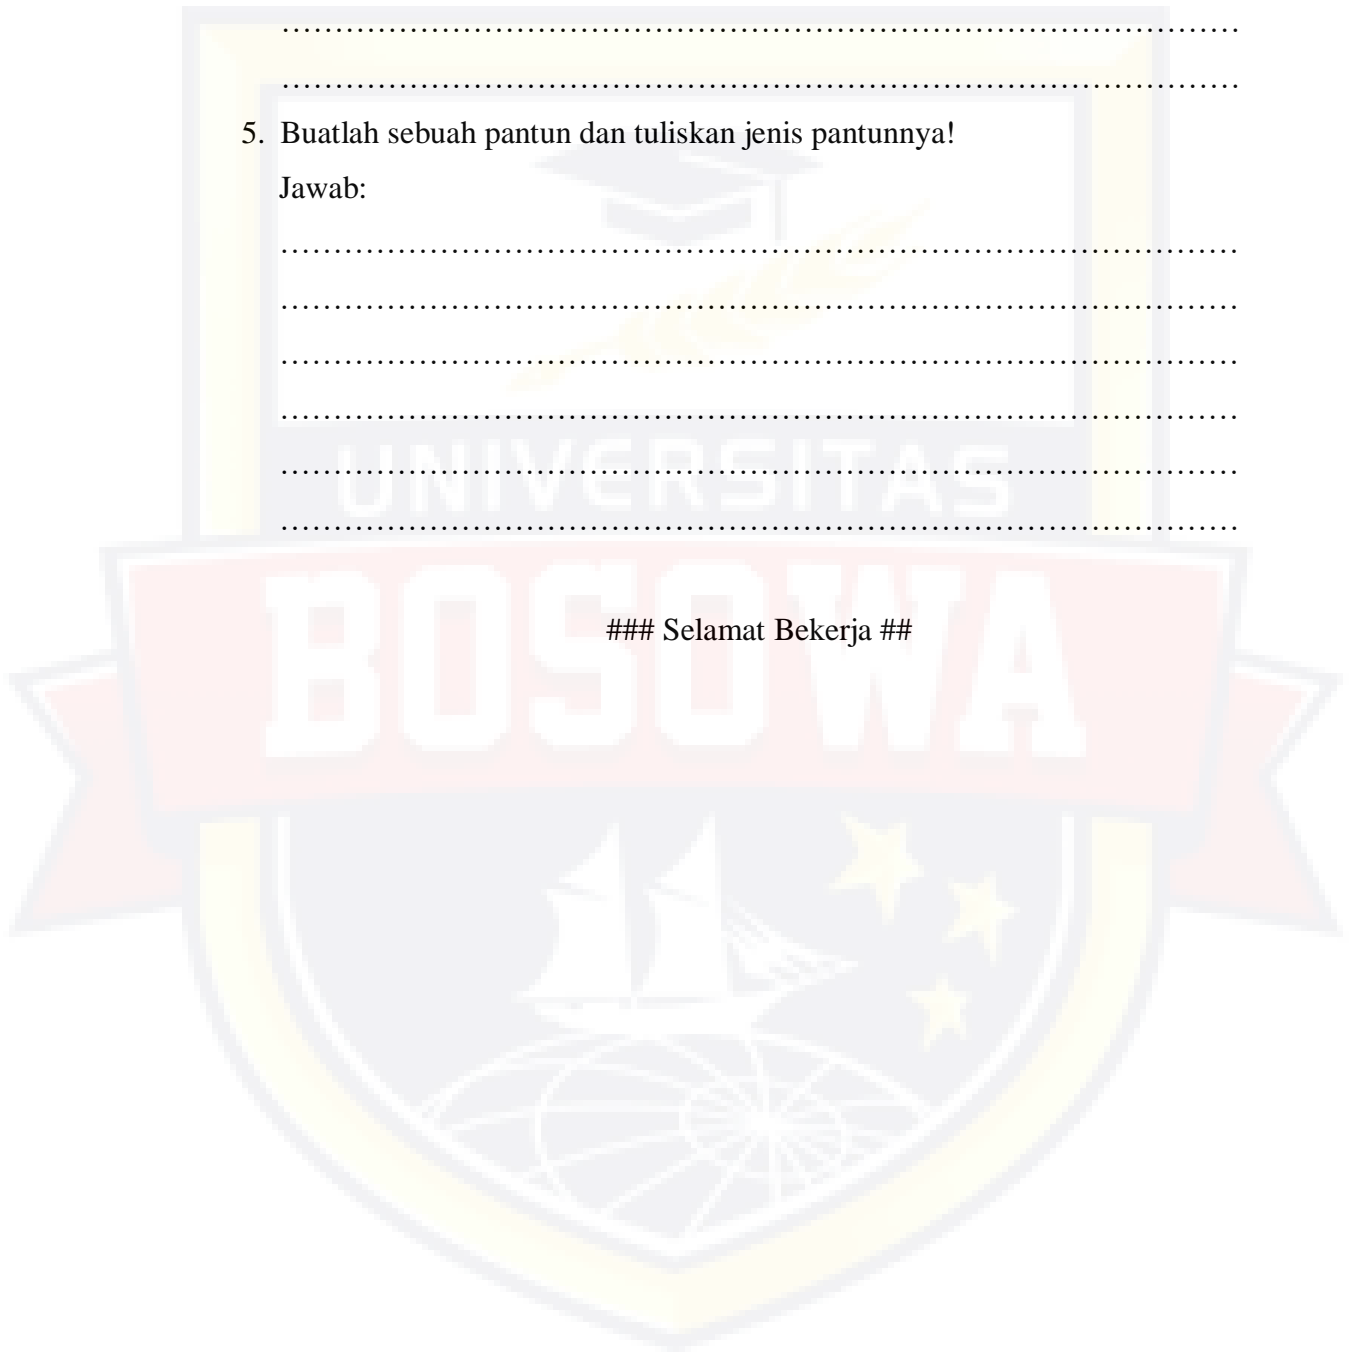 ……………………………………………………………………………
……………………………………………………………………………
5. Buatlah sebuah pantun dan tuliskan jenis pantunnya!
Jawab:
……………………………………………………………………………
……………………………………………………………………………
……………………………………………………………………………
……………………………………………………………………………
UNIVERSITAS
……………………………………………………………………………
……………………………………………………………………………
BOSOWA
### Selamat Bekerja ##